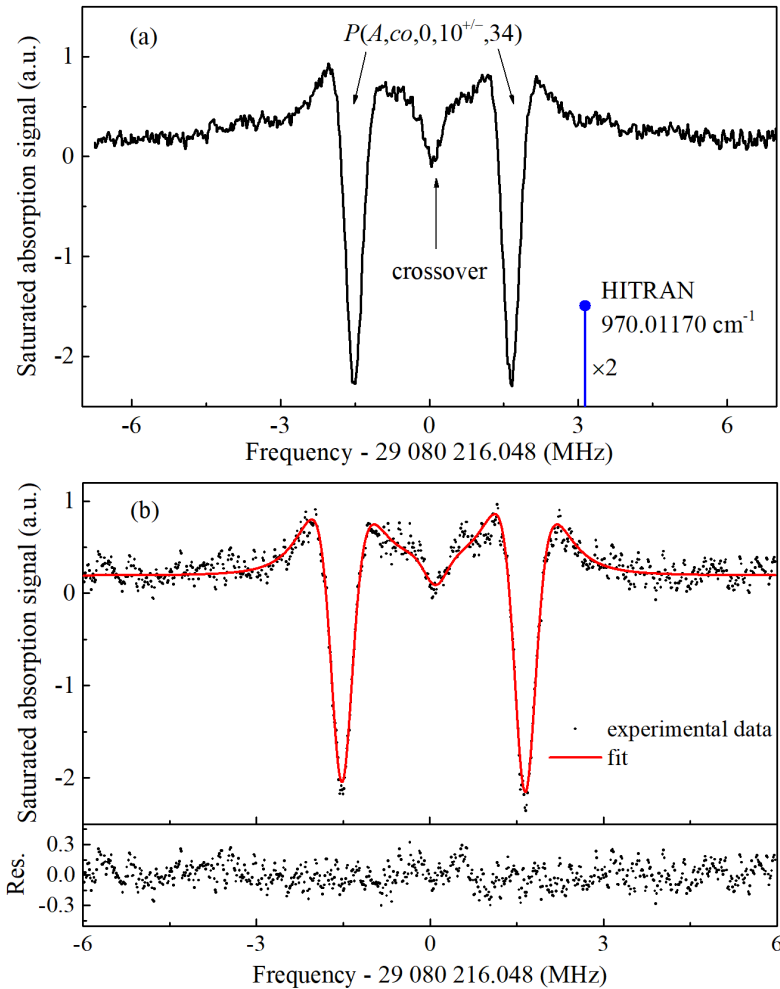 (a)
P(A,co,0,10+/−,34)
Saturated absorption signal (a.u.)
1
0
-1
-2
crossover
HITRAN
970.01170 cm-1
×2
-6 -3 0 3 6
Frequency - 29 080 216.048 (MHz)
(b)
Saturated absorption signal (a.u.)
1
0
-1
-2
experimental data
fit
Res.
0.3
0.0
-0.3
-6 -3 0 3 6
Frequency - 29 080 216.048 (MHz)